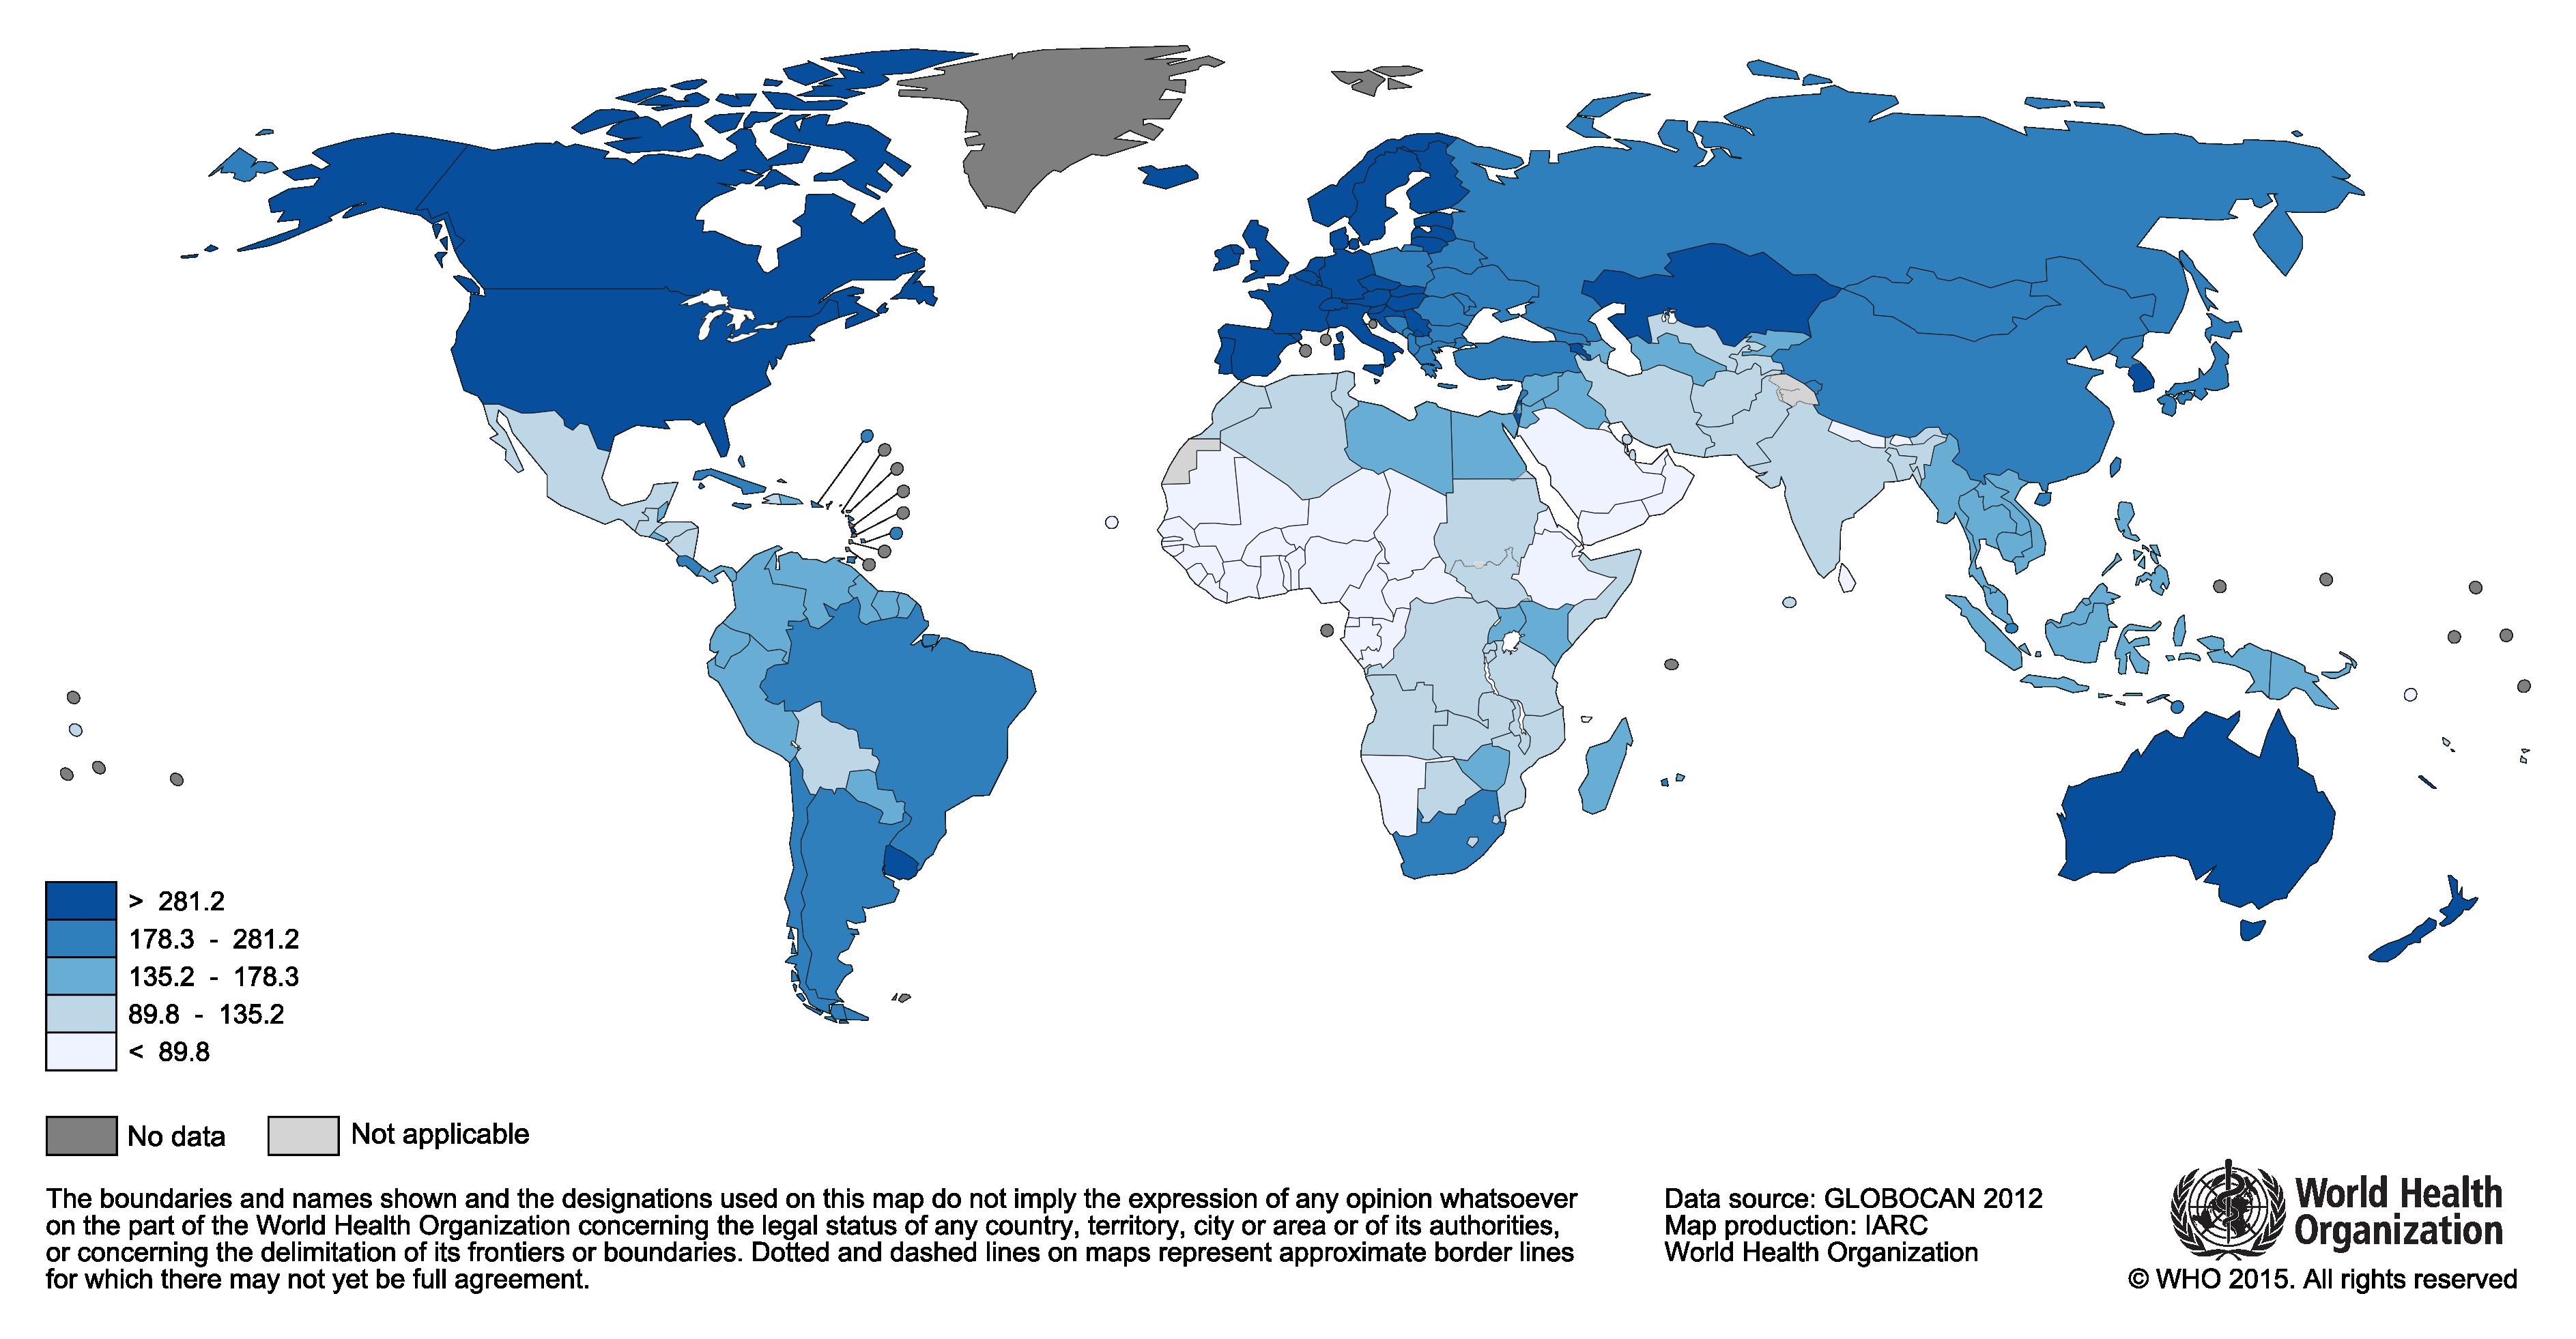 > 281.2
178.3 - 281.2
135.2 - 178.3
89.8 - 135.2
< 89.8
No data
Not applicable
The boundaries and names shown and the designations used on this map do not imply the expression of any opinion whatsoever
on the part of the World Health Organization concerning the legal status of any country, territory, city or area or of its authorities,
or concerning the delimitation of its frontiers or boundaries. Dotted and dashed lines on maps represent approximate border lines
for which there may not yet be full agreement.
Data source: GLOBOCAN 2012
Map production: IARC
World Health Organization
World Health
Organization
© WHO 2015. All rights reserved